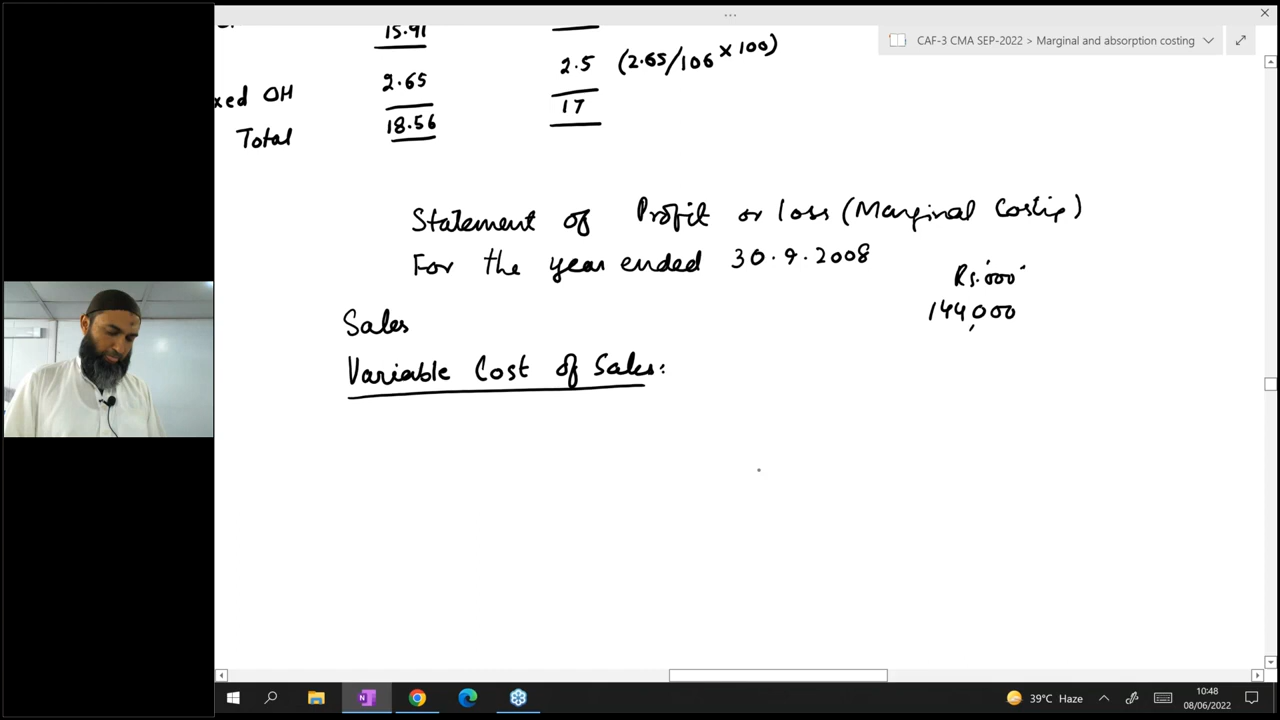 CAF-3 CMA SEP-2022 > Marginal and absorption costing
15.91
2.65 2.5 (2.65/106 × 100)
xed OH
18.56 17
Total
Statement of Profit or loss (Marginal Costing)
For the year ended 30.9.2008
Rs.'000'
Sales 144,000
Variable Cost of Sales:
39°C Haze
10:48
08/06/2022